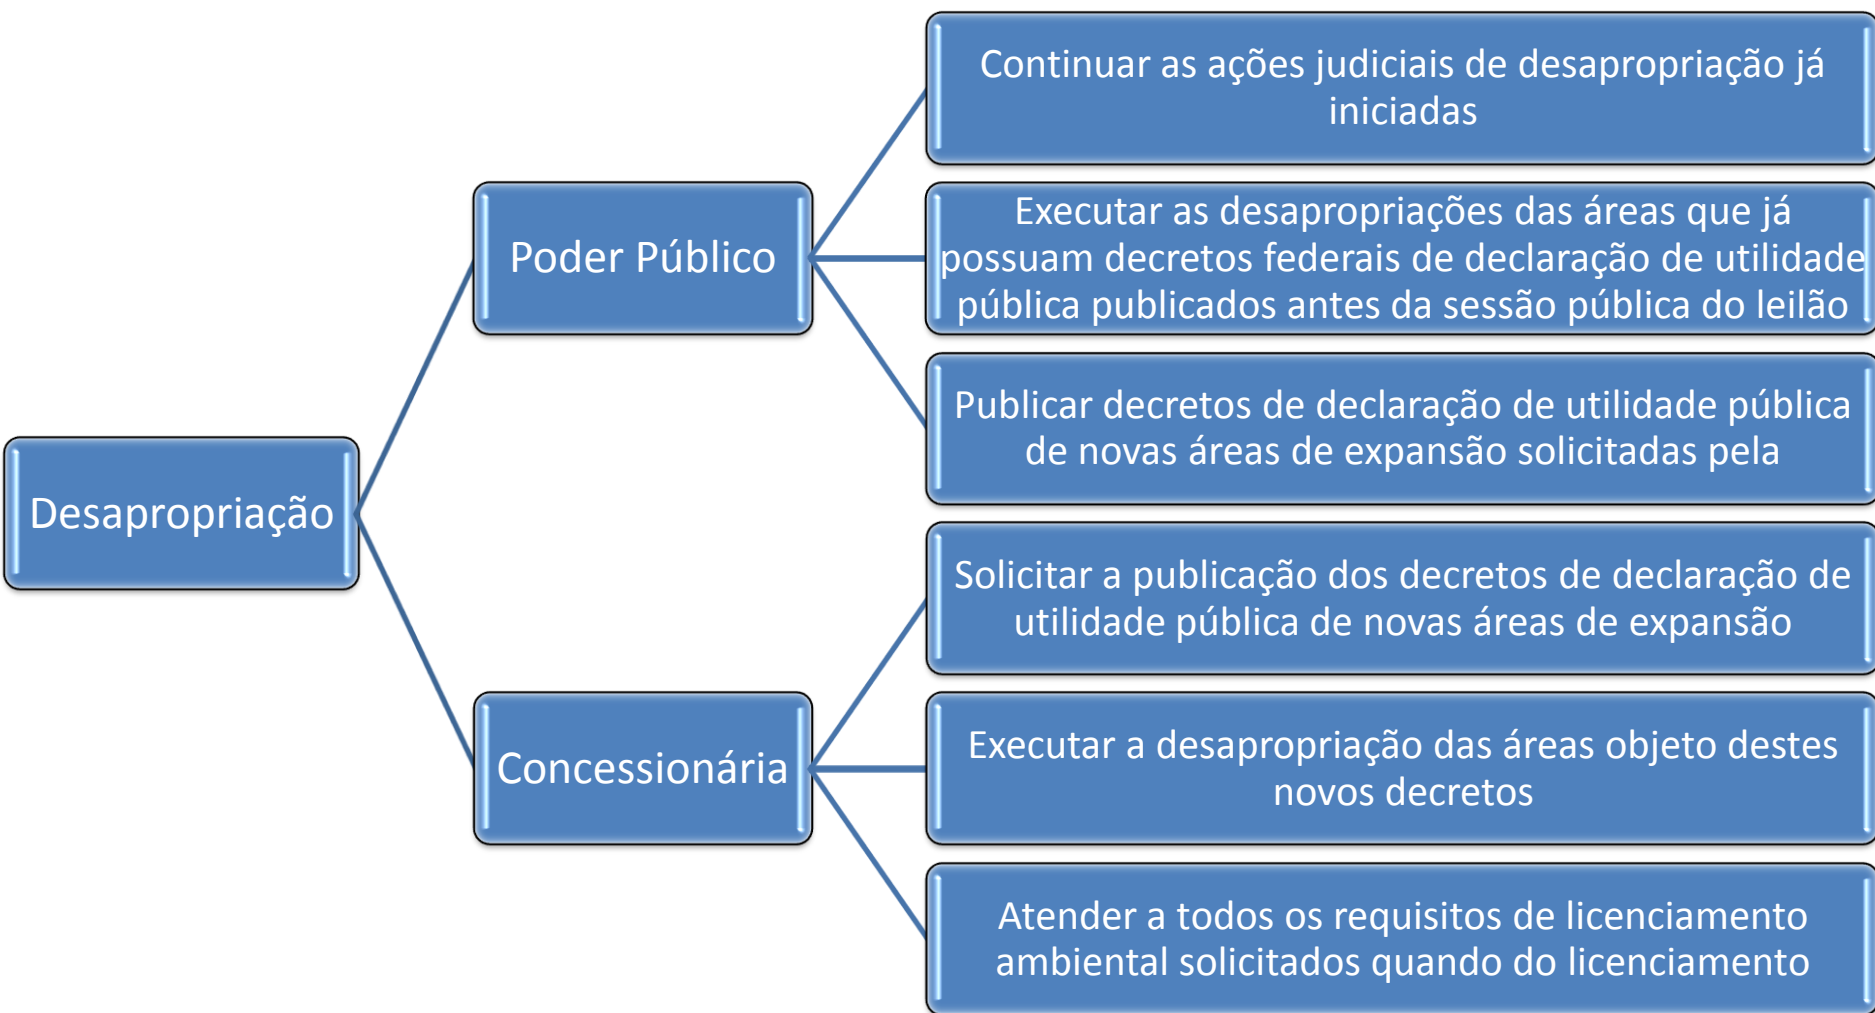 Desapropriação
Poder Público
Continuar as ações judiciais de desapropriação já
iniciadas
Executar as desapropriações das áreas que já
possuam decretos federais de declaração de utilidade
pública publicados antes da sessão pública do leilão
Publicar decretos de declaração de utilidade pública
de novas áreas de expansão solicitadas pela
Concessionária
Solicitar a publicação dos decretos de declaração de
utilidade pública de novas áreas de expansão
Executar a desapropriação das áreas objeto destes
novos decretos
Atender a todos os requisitos de licenciamento
ambiental solicitados quando do licenciamento